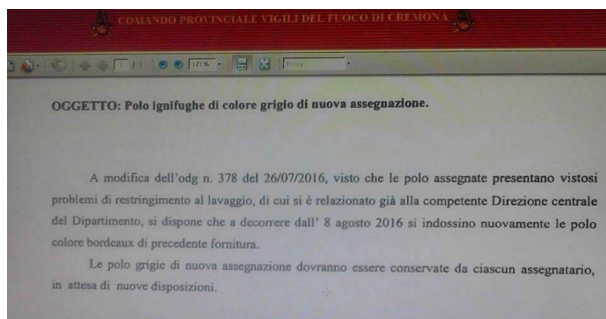 COMANDO PROVINCIALE VIGILI DEL FUOCO DI CREMONA
1 / 1
121%
OGGETTO: Polo ignifughe di colore grigio di nuova assegnazione.
A modifica dell'odg n. 378 del 26/07/2016, visto che le polo assegnate presentano vistosi
problemi di restringimento al lavaggio, di cui si è relazionato già alla competente Direzione centrale
del Dipartimento, si dispone che a decorrere dall' 8 agosto 2016 si indossino nuovamente le polo
colore bordeaux di precedente fornitura.
Le polo grigie di nuova assegnazione dovranno essere conservate da ciascun assegnatario,
in attesa di nuove disposizioni.